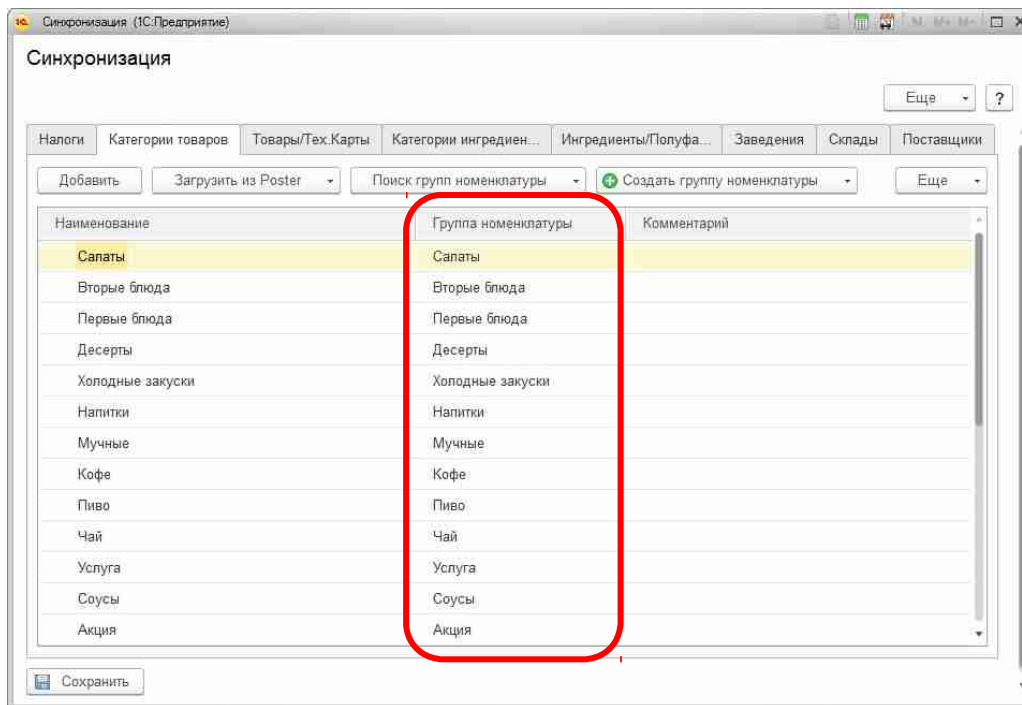 1С Синхронизация (1С:Предприятие) M M+ M-
Синхронизация
Еще ?
Налоги Категории товаров Товары/Тех.Карты Категории ингредиен... Ингредиенты/Полуфа... Заведения Склады Поставщики
Добавить Загрузить из Poster Поиск групп номенклатуры Создать группу номенклатуры Еще
Наименование Группа номенклатуры Комментарий
Салаты Салаты
Вторые блюда Вторые блюда
Первые блюда Первые блюда
Десерты Десерты
Холодные закуски Холодные закуски
Напитки Напитки
Мучные Мучные
Кофе Кофе
Пиво Пиво
Чай Чай
Услуга Услуга
Соусы Соусы
Акция Акция
Сохранить